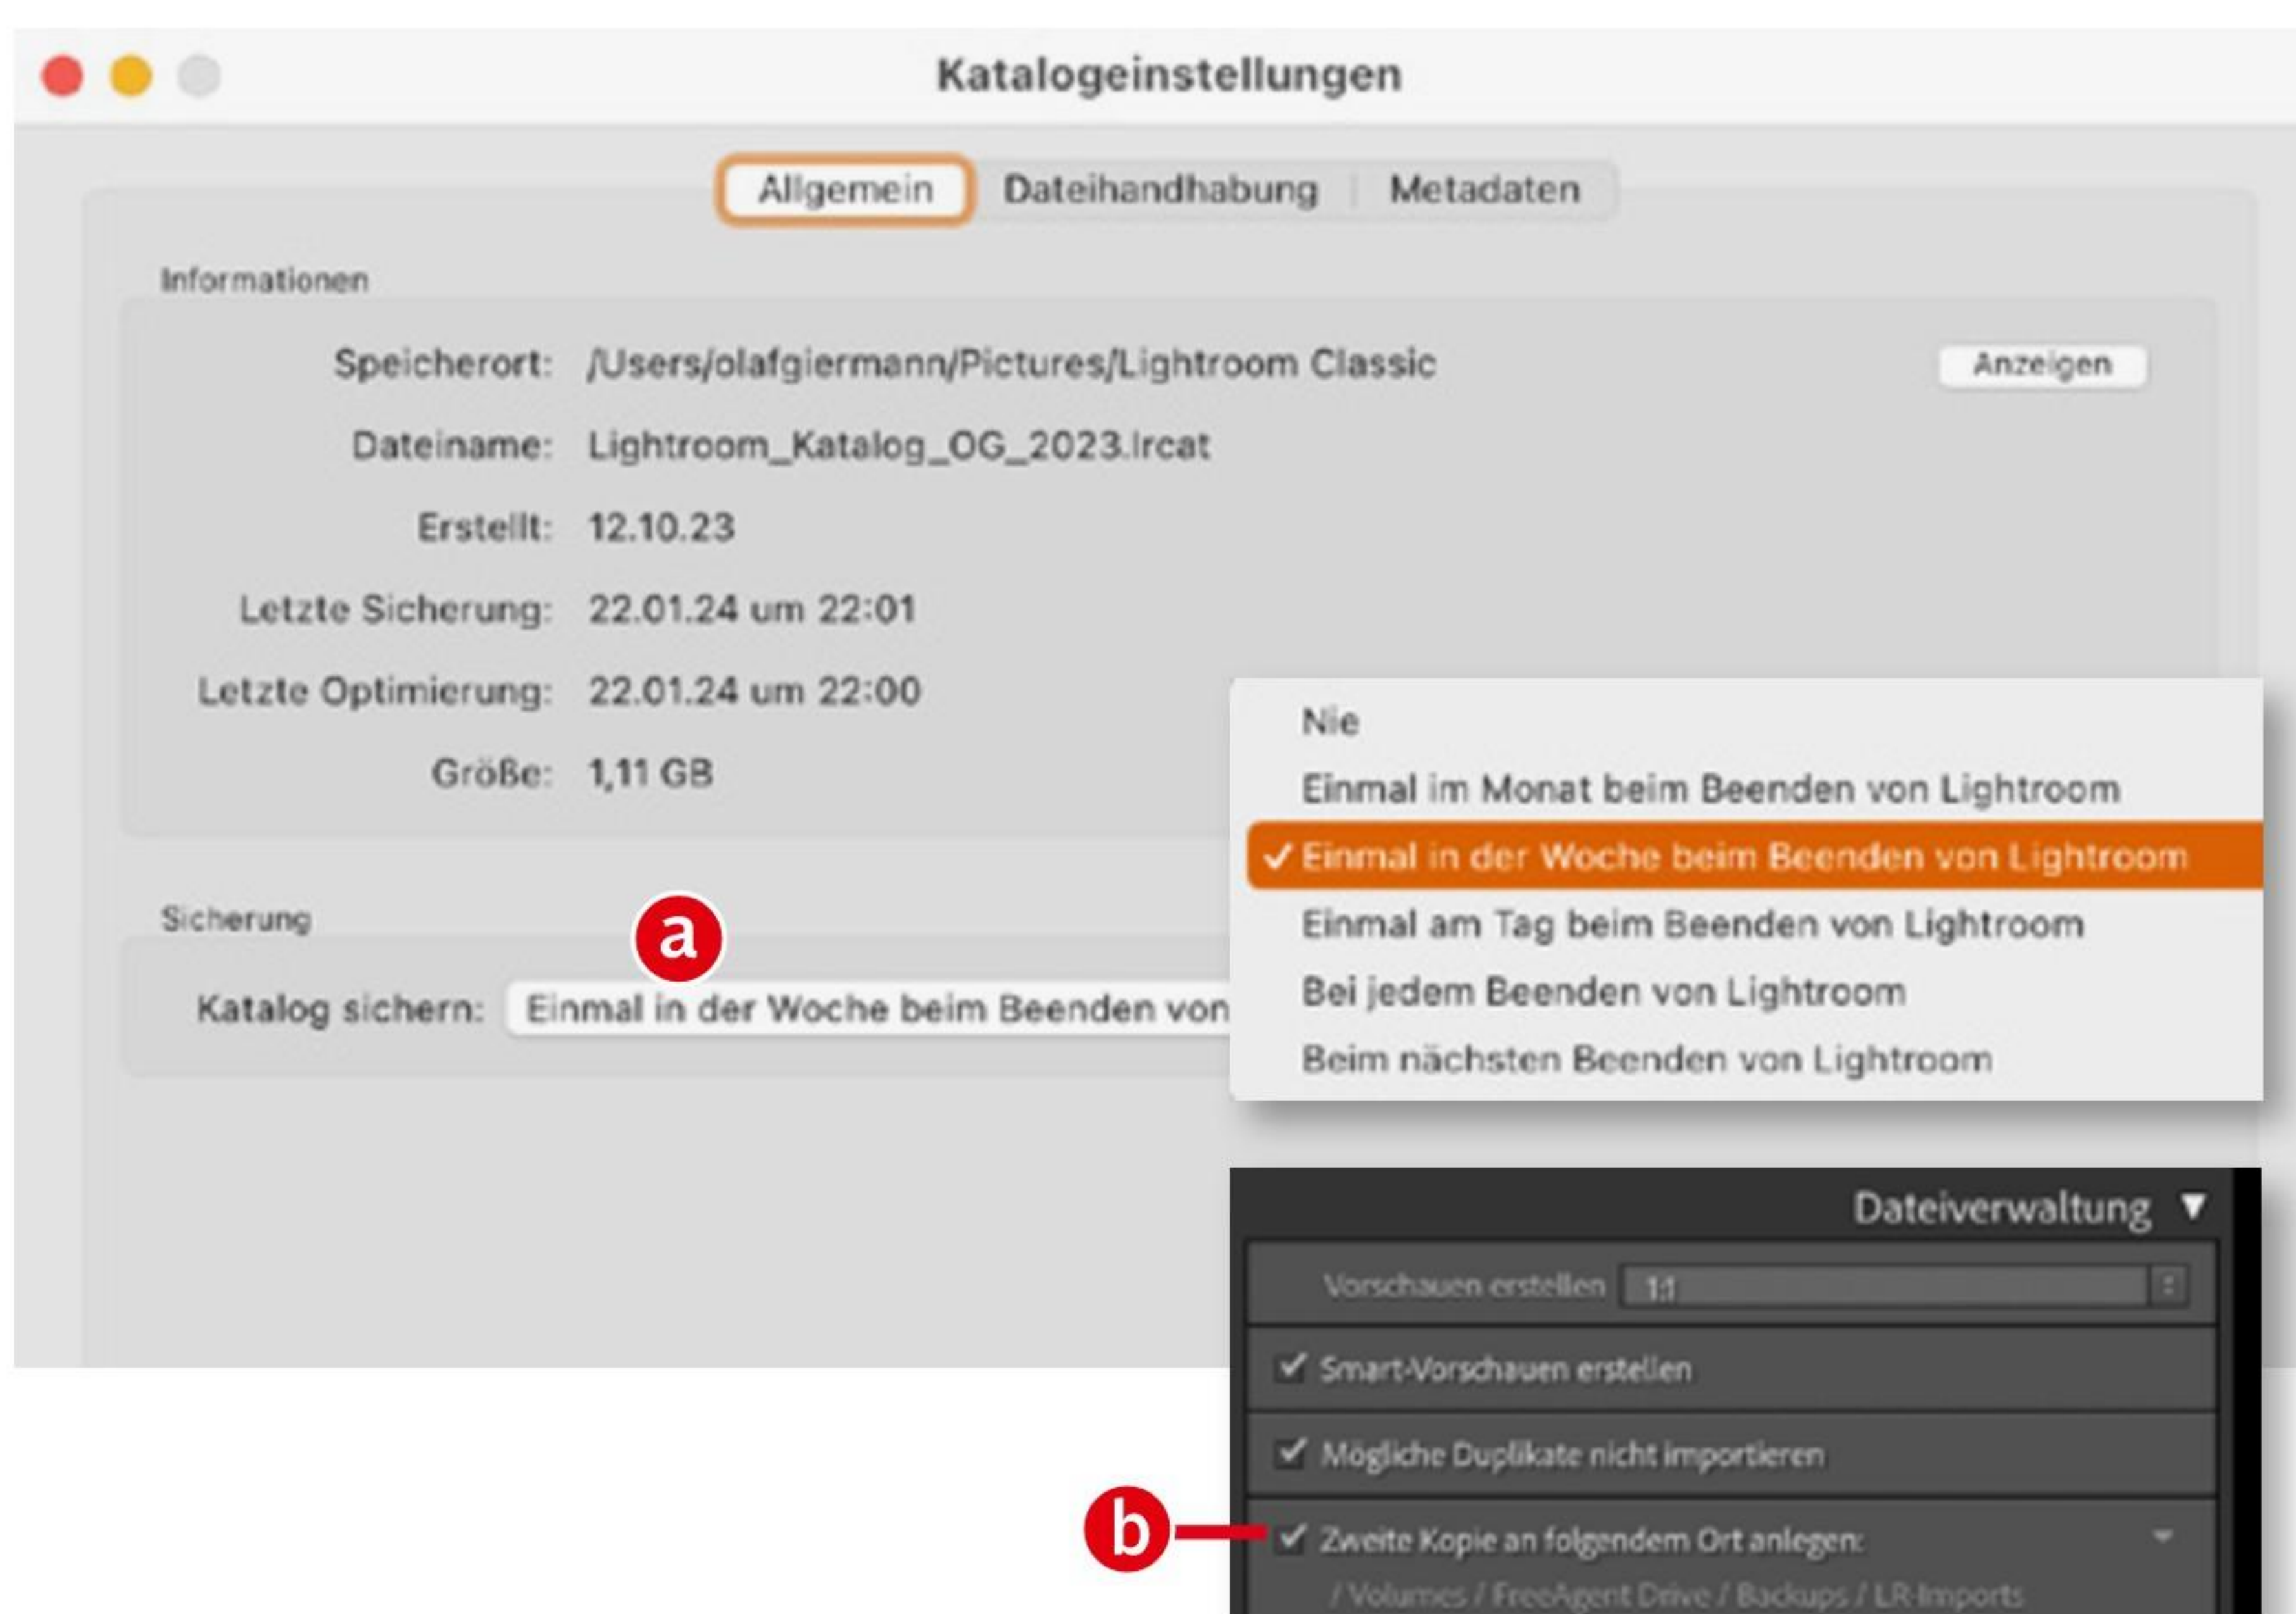 Katalogeinstellungen
Allgemein Dateihandhabung Metadaten
Informationen
Speicherort: /Users/olafgiermann/Pictures/Lightroom Classic Anzeigen
Dateiname: Lightroom_Katalog_OG_2023.lrcat
Erstellt: 12.10.23
Letzte Sicherung: 22.01.24 um 22:01
Letzte Optimierung: 22.01.24 um 22:00
Größe: 1,11 GB
Sicherung
a
Katalog sichern: Einmal in der Woche beim Beenden von
Nie
Einmal im Monat beim Beenden von Lightroom
✓ Einmal in der Woche beim Beenden von Lightroom
Einmal am Tag beim Beenden von Lightroom
Bei jedem Beenden von Lightroom
Beim nächsten Beenden von Lightroom
Dateiverwaltung ▼
Vorschauen erstellen 1:1
✓ Smart-Vorschauen erstellen
✓ Mögliche Duplikate nicht importieren
b ✓ Zweite Kopie an folgendem Ort anlegen:
/ Volumes / FreeAgent Drive / Backups / LR-Imports